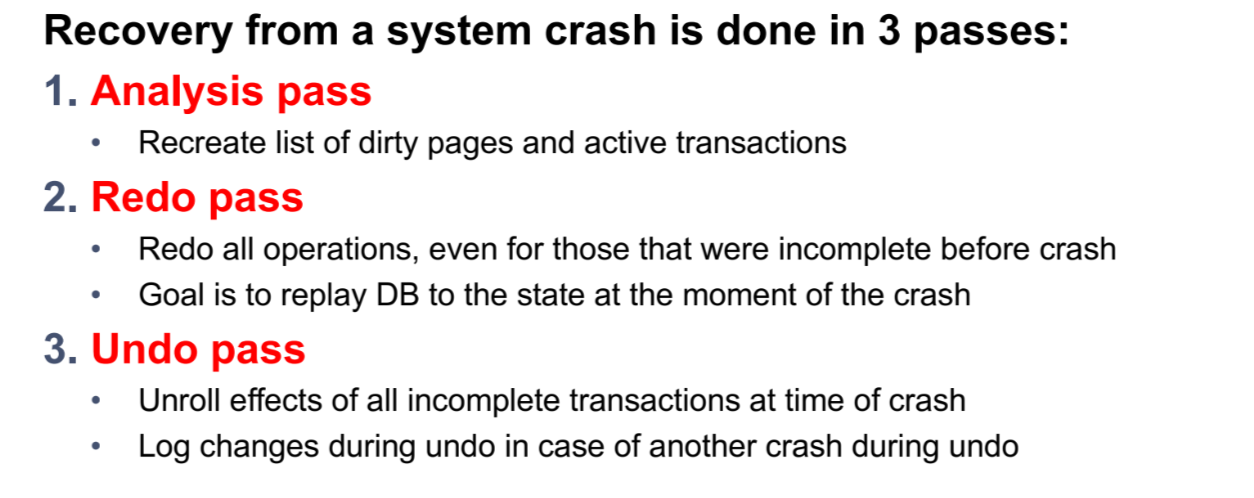 Recovery from a system crash is done in 3 passes:
1. Analysis pass
• Recreate list of dirty pages and active transactions
2. Redo pass
• Redo all operations, even for those that were incomplete before crash
• Goal is to replay DB to the state at the moment of the crash
3. Undo pass
• Unroll effects of all incomplete transactions at time of crash
• Log changes during undo in case of another crash during undo